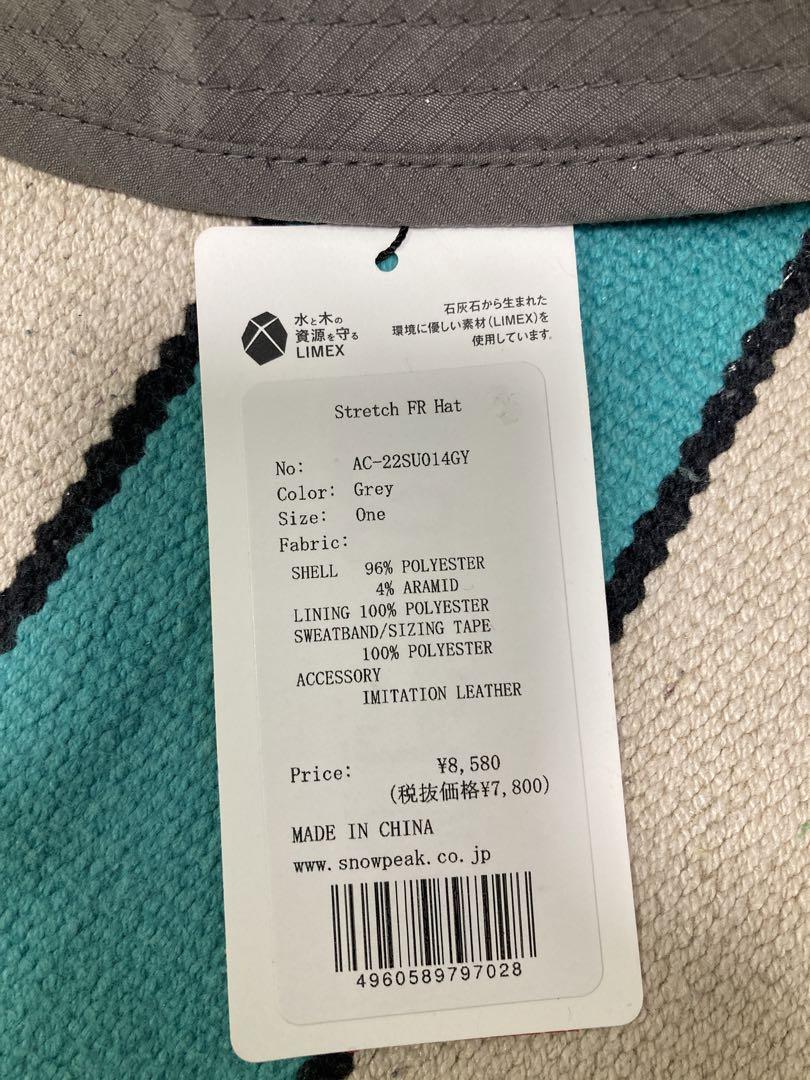 水と木の
資源を守る
LIMEX
石灰石から生まれた
環境に優しい素材(LIMEX)を
使用しています。
Stretch FR Hat
No: AC-22SU014GY
Color: Grey
Size: One
Fabric:
SHELL 96% POLYESTER
4% ARAMID
LINING 100% POLYESTER
SWEATBAND/SIZING TAPE
100% POLYESTER
ACCESSORY
IMITATION LEATHER
Price: ¥8,580
(税抜価格¥7,800)
MADE IN CHINA
www.snowpeak.co.jp
4960589797028